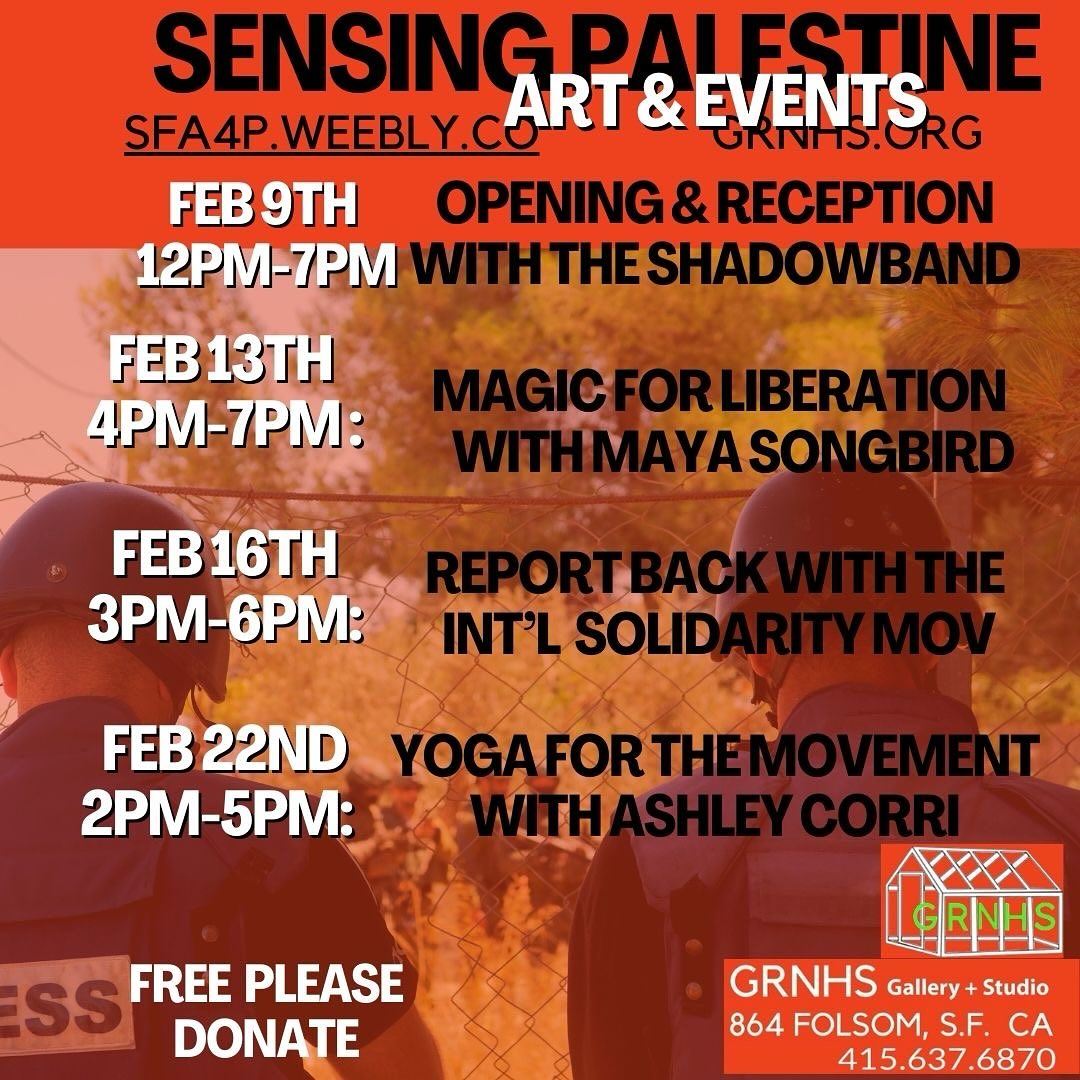 SENSING PALESTINE
ART & EVENTS
SFA4P.WEEBLY.CO GRNHS.ORG
FEB 9TH OPENING & RECEPTION
12PM-7PM WITH THE SHADOWBAND
FEB 13TH
4PM-7PM :
MAGIC FOR LIBERATION
WITH MAYA SONGBIRD
FEB 16TH
3PM-6PM:
REPORT BACK WITH THE
INT'L SOLIDARITY MOV
FEB 22ND YOGA FOR THE MOVEMENT
2PM-5PM: WITH ASHLEY CORRI
GRNHS
ESS
FREE PLEASE
DONATE
GRNHS Gallery + Studio
864 FOLSOM, S.F. CA
415.637.6870